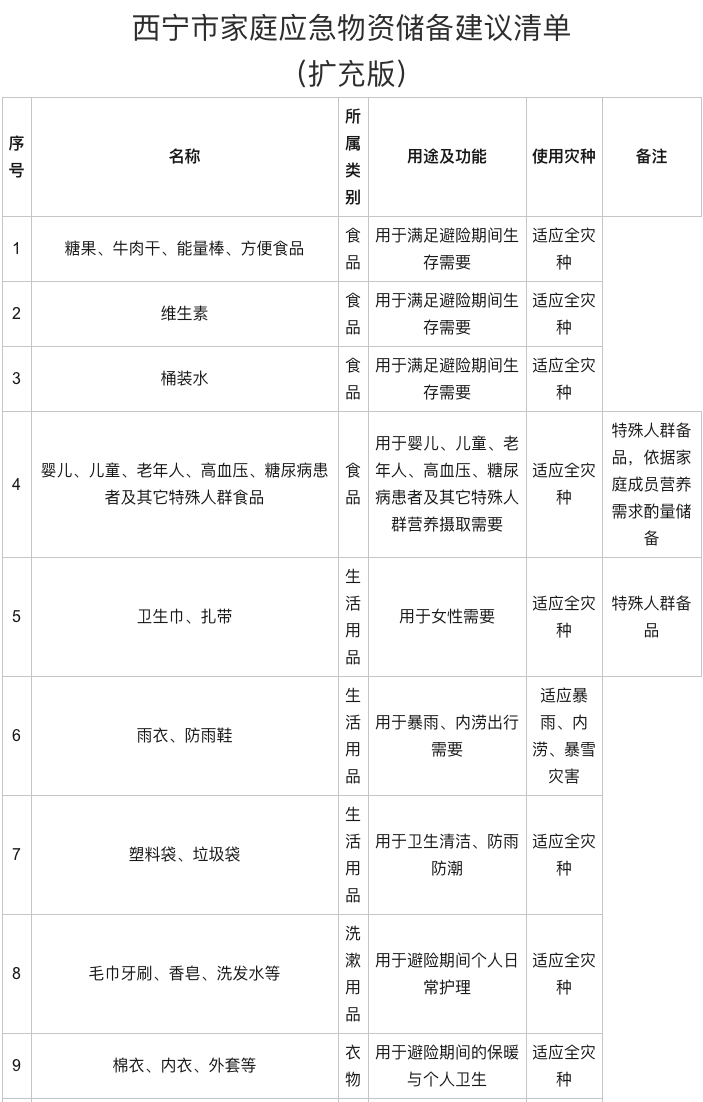 西宁市家庭应急物资储备建议清单
（扩充版）
序号 名称 所属类别 用途及功能 使用灾种 备注
1 糖果、牛肉干、能量棒、方便食品 食品 用于满足避险期间生存需要 适应全灾种
2 维生素 食品 用于满足避险期间生存需要 适应全灾种
3 桶装水 食品 用于满足避险期间生存需要 适应全灾种
4 婴儿、儿童、老年人、高血压、糖尿病患者及其它特殊人群食品 食品 用于婴儿、儿童、老年人、高血压、糖尿病患者及其它特殊人群营养摄取需要 适应全灾种 特殊人群备品，依据家庭成员营养需求酌量储备
5 卫生巾、扎带 生活用品 用于女性需要 适应全灾种 特殊人群备品
6 雨衣、防雨鞋 生活用品 用于暴雨、内涝出行需要 适应暴雨、内涝、暴雪灾害
7 塑料袋、垃圾袋 生活用品 用于卫生清洁、防雨防潮 适应全灾种
8 毛巾牙刷、香皂、洗发水等 洗漱用品 用于避险期间个人日常护理 适应全灾种
9 棉衣、内衣、外套等 衣物 用于避险期间的保暖与个人卫生 适应全灾种